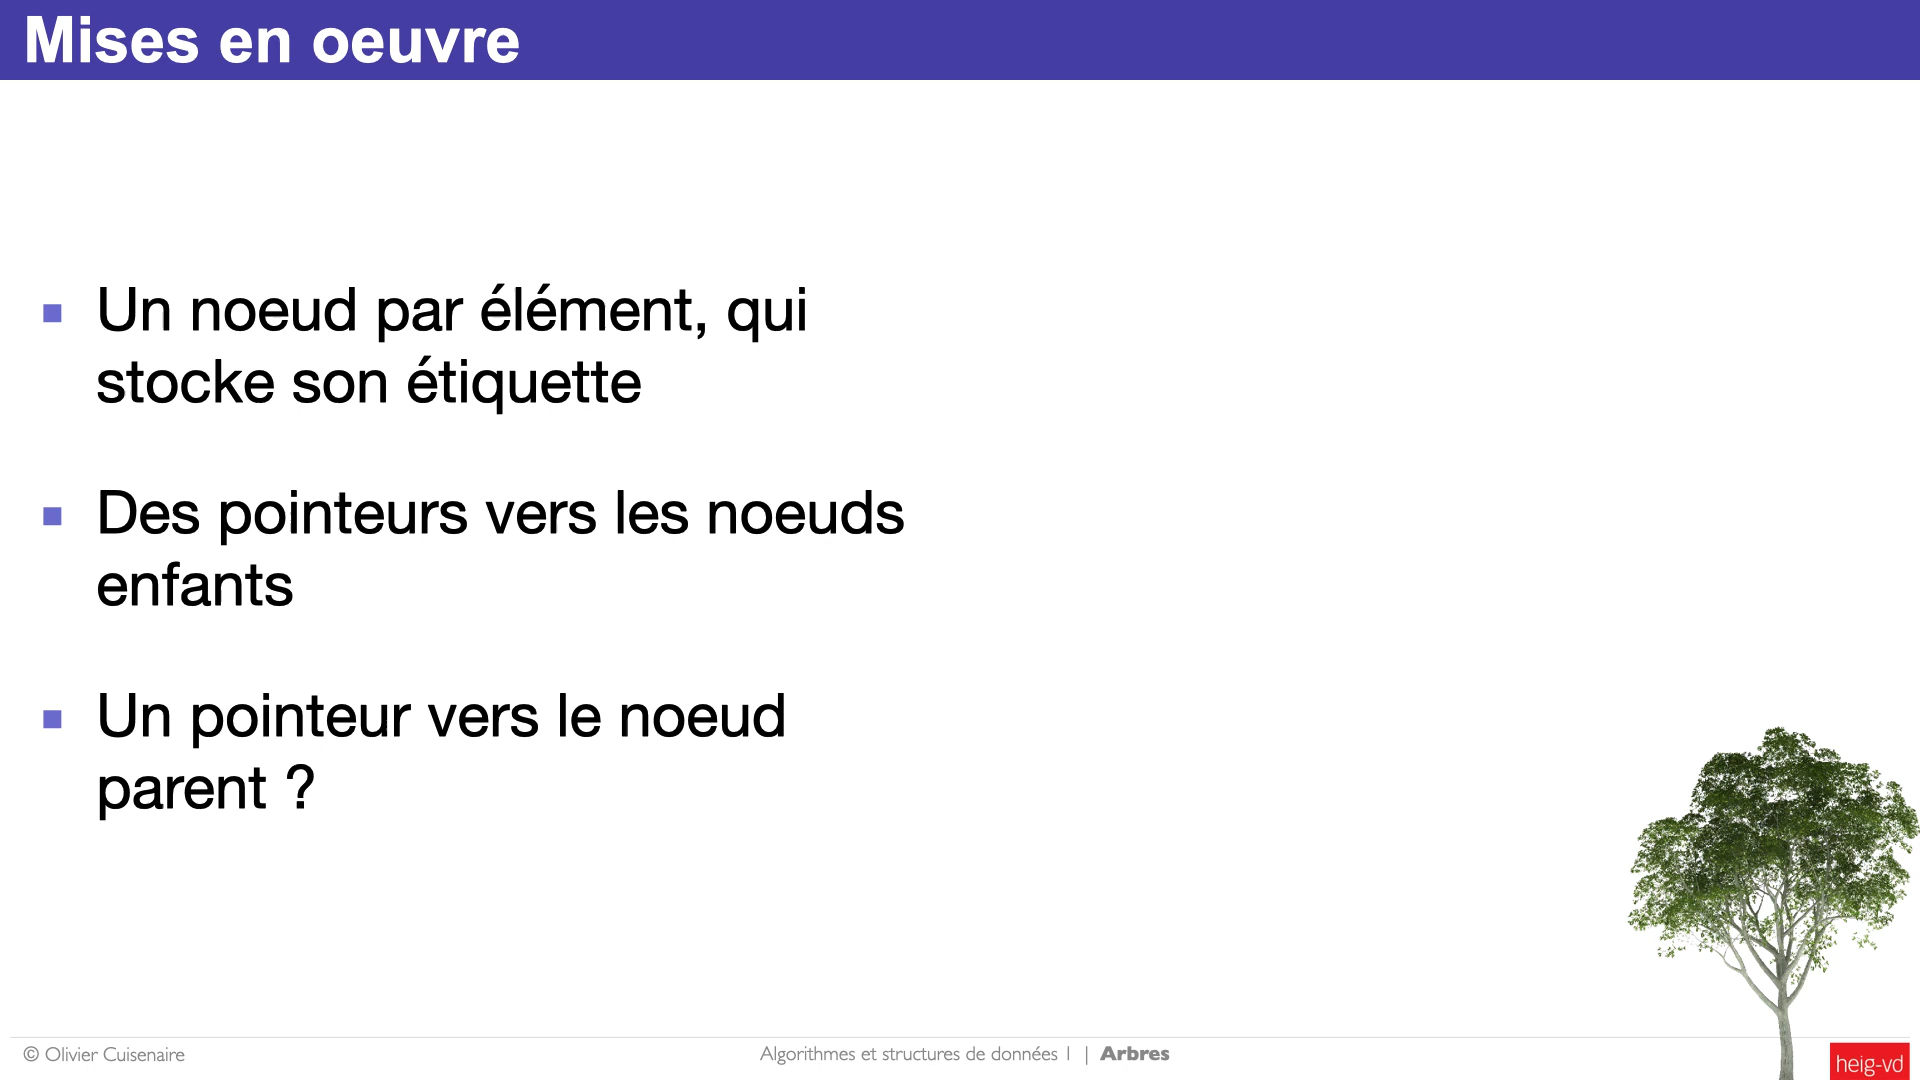 Mises en oeuvre
Un noeud par élément, qui
stocke son étiquette
Des pointeurs vers les noeuds
enfants
Un pointeur vers le noeud
parent ?
© Olivier Cuisenaire
Algorithmes et structures de données 1 | Arbres
heig-vd